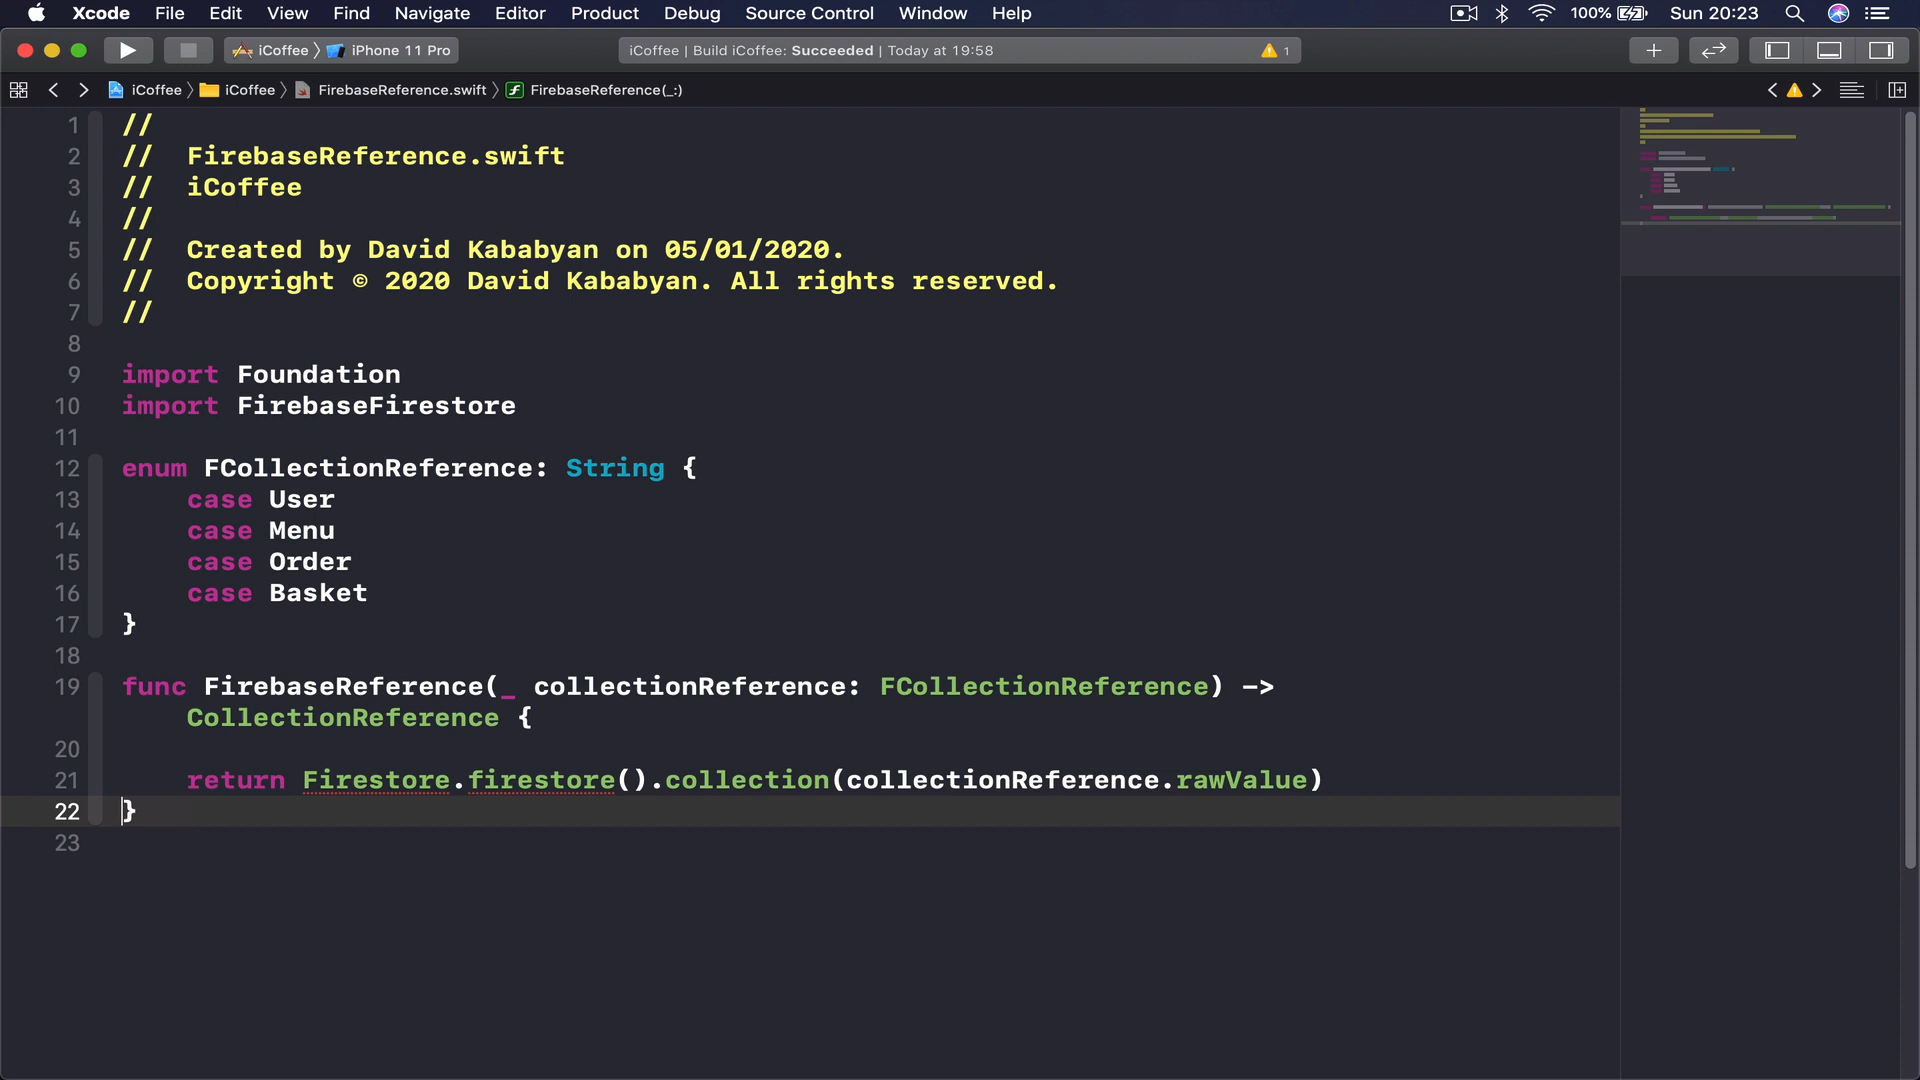 Xcode File Edit View Find Navigate Editor Product Debug Source Control Window Help 100% Sun 20:23
iCoffee iPhone 11 Pro iCoffee | Build iCoffee: Succeeded | Today at 19:58 1
iCoffee iCoffee FirebaseReference.swift FirebaseReference(_:)
1 //
2 //  FirebaseReference.swift
3 //  iCoffee
4 //
5 //  Created by David Kababyan on 05/01/2020.
6 //  Copyright © 2020 David Kababyan. All rights reserved.
7 //
8
9 import Foundation
10 import FirebaseFirestore
11
12 enum FCollectionReference: String {
13     case User
14     case Menu
15     case Order
16     case Basket
17 }
18
19 func FirebaseReference(_ collectionReference: FCollectionReference) ->
CollectionReference {
20
21     return Firestore.firestore().collection(collectionReference.rawValue)
22 }
23